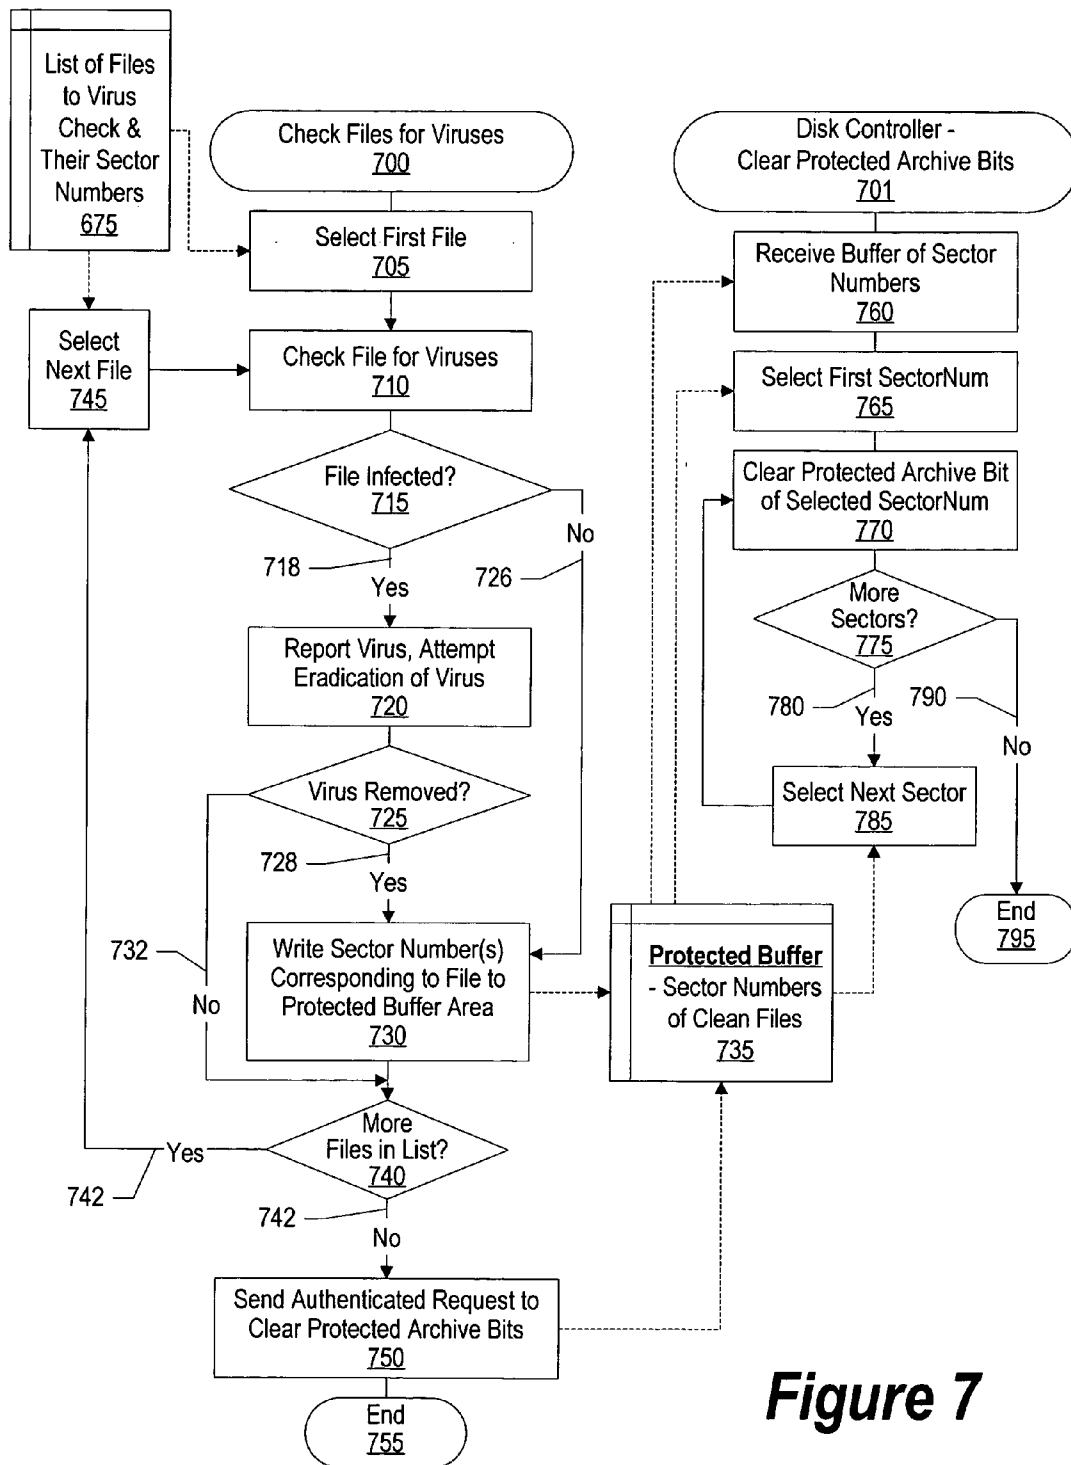 List of Files
to Virus
Check &
Their Sector
Numbers
675
Check Files for Viruses
700
Select First File
705
Select
Next File
745
Check File for Viruses
710
File Infected?
715
No
718
Yes
726
Report Virus, Attempt
Eradication of Virus
720
Virus Removed?
725
728
Yes
732
No
Write Sector Number(s)
Corresponding to File to
Protected Buffer Area
730
More
Files in List?
740
Yes
742
742
No
Send Authenticated Request to
Clear Protected Archive Bits
750
End
755
Disk Controller -
Clear Protected Archive Bits
701
Receive Buffer of Sector
Numbers
760
Select First SectorNum
765
Clear Protected Archive Bit
of Selected SectorNum
770
More
Sectors?
775
780
Yes
790
No
Select Next Sector
785
End
795
Protected Buffer
- Sector Numbers
of Clean Files
735
Figure 7